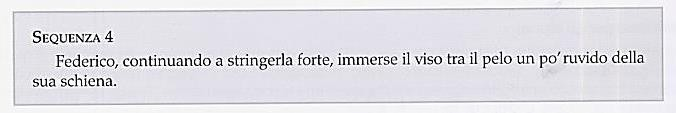 SEQUENZA 4
Federico, continuando a stringerla forte, immerse il viso tra il pelo un po' ruvido della
sua schiena.